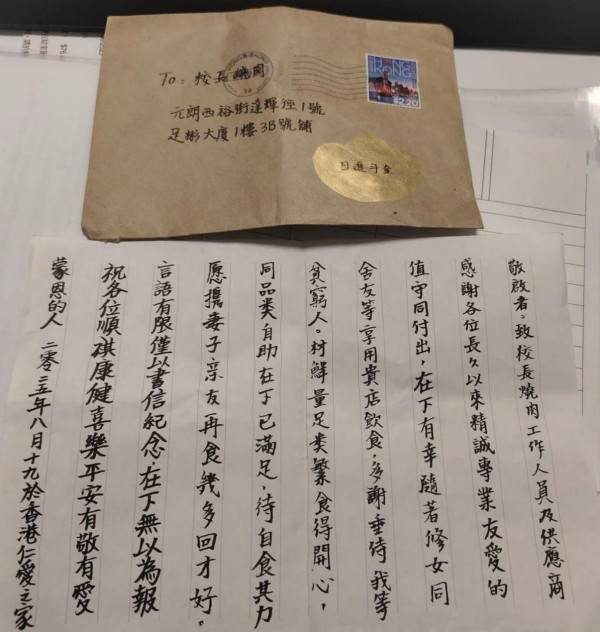 To: 校長燒肉
元朗西裕街達輝徑1號
足彬大廈1樓3B號舖
HONG KONG
$2.20
日進斗金
敬啟者：致校長燒肉工作人員及供應商
感謝各位長久以來精誠專業友愛的
值守同付出，在下有幸隨著修女同
舍友等享用貴店飲食，多謝垂待我等
貧窮人。材鮮量足类繁食得開心，
同品类自助在下已滿足，待自食其力
愿携妻子亲友再食幾多回才好。
言語有限僅以書信紀念，在下無以為報
祝各位順祺康健喜樂平安有敬有愛
蒙恩的人 二零二五年八月十九於香港仁愛之家